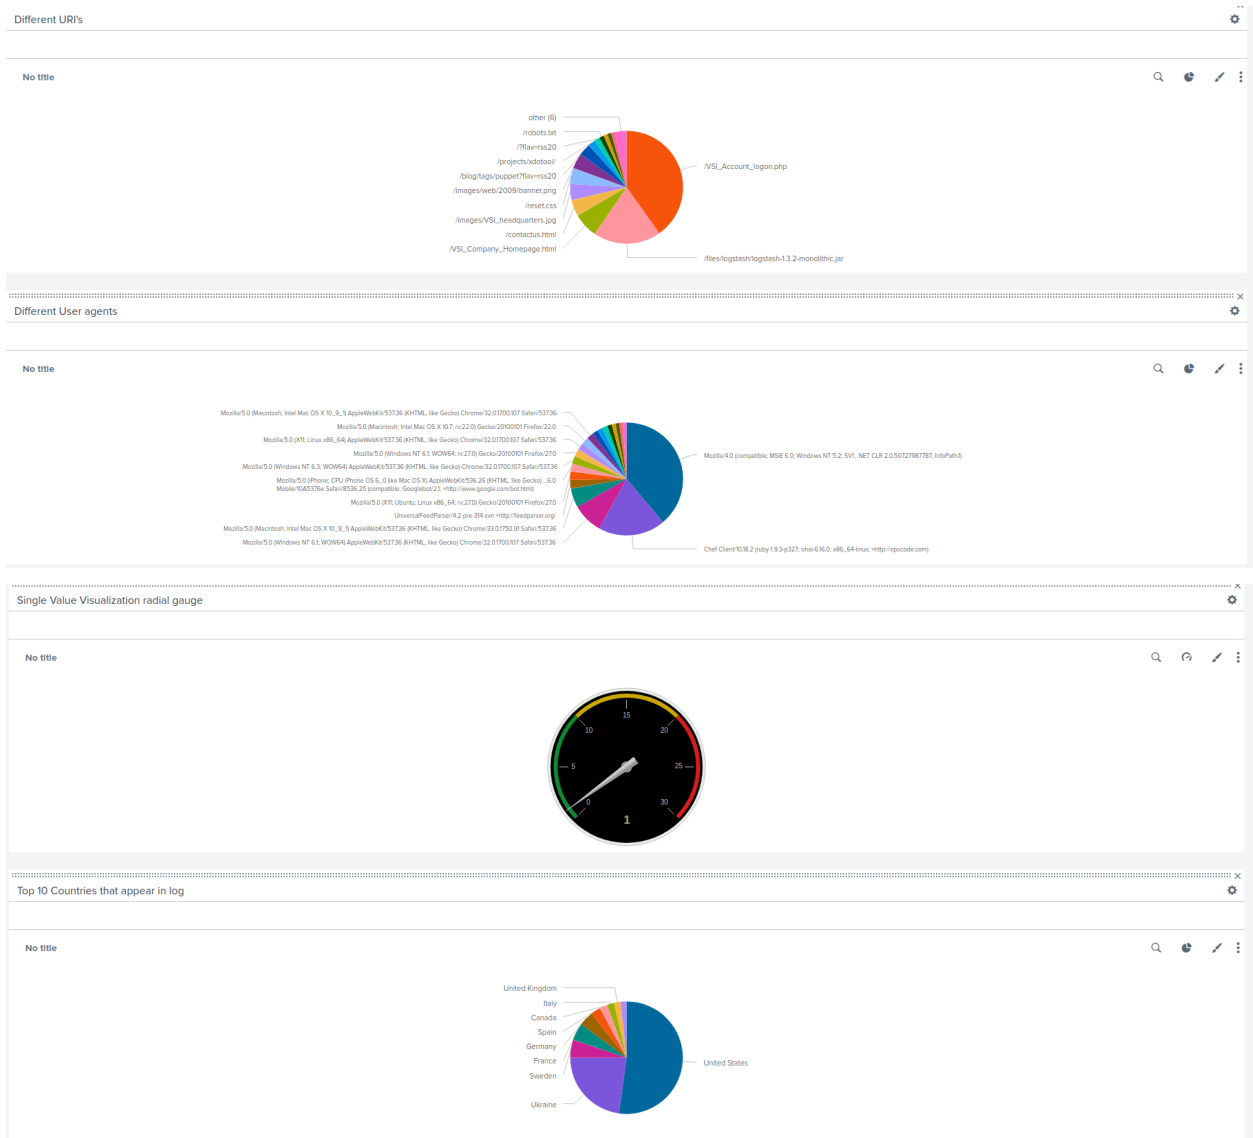 Different URI's
No title
other (6)
/robots.txt
/?flav=rss20
/projects/xdotool/
/blog/tags/puppet?flav=rss20
/images/web/2009/banner.png
/reset.css
/images/VSI_headquarters.jpg
/contactus.html
/VSI_Company_Homepage.html
/VSI_Account_logon.php
/files/logstash/logstash-1.3.2-monolithic.jar
Different User agents
No title
Mozilla/5.0 (Macintosh; Intel Mac OS X 10_9_1) AppleWebKit/537.36 (KHTML, like Gecko) Chrome/32.0.1700.107 Safari/537.36
Mozilla/5.0 (Macintosh; Intel Mac OS X 10.7; rv:22.0) Gecko/20100101 Firefox/22.0
Mozilla/5.0 (X11; Linux x86_64) AppleWebKit/537.36 (KHTML, like Gecko) Chrome/32.0.1700.107 Safari/537.36
Mozilla/5.0 (Windows NT 6.1; WOW64; rv:27.0) Gecko/20100101 Firefox/27.0
Mozilla/5.0 (Windows NT 6.3; WOW64) AppleWebKit/537.36 (KHTML, like Gecko) Chrome/32.0.1700.107 Safari/537.36
Mozilla/5.0 (iPhone; CPU iPhone OS 6_0 like Mac OS X) AppleWebKit/536.26 (KHTML, like Gecko) ...6.0
Mobile/10A5376e Safari/8536.25 (compatible; Googlebot/2.1; +http://www.google.com/bot.html)
Mozilla/5.0 (X11; Ubuntu; Linux x86_64; rv:27.0) Gecko/20100101 Firefox/27.0
UniversalFeedParser/4.2-pre-314-svn +http://feedparser.org/
Mozilla/5.0 (Macintosh; Intel Mac OS X 10_9_1) AppleWebKit/537.36 (KHTML, like Gecko) Chrome/33.0.1750.91 Safari/537.36
Mozilla/5.0 (Windows NT 6.1; WOW64) AppleWebKit/537.36 (KHTML, like Gecko) Chrome/32.0.1700.107 Safari/537.36
Mozilla/4.0 (compatible; MSIE 6.0; Windows NT 5.2; SV1; .NET CLR 2.0.50727987787; InfoPath.1)
Chef Client/10.18.2 (ruby-1.9.3-p327; ohai-6.16.0; x86_64-linux; +http://opscode.com)
Single Value Visualization radial gauge
No title
15
10
20
5
25
0
30
1
Top 10 Countries that appear in log
No title
United Kingdom
Italy
Canada
Spain
Germany
France
Sweden
Ukraine
United States